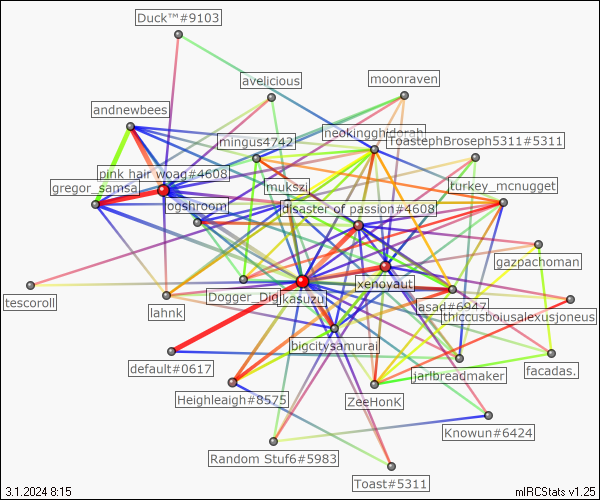 Duck™#9103
avelicious
moonraven
andnewbees
neokingghidorah
mingus4742
ToastephBroseph5311#5311
pink hair woag#4608
gregor_samsa
mukszi
turkey_mcnugget
ogshroom
disaster of passion#4608
gazpachoman
xenoyaut
tescoroll
lahnk
Dogger_Digl
kasuzu
asad#6947
thiccusboiusalexusjoneus
bigcitysamurai
default#0617
jarlbreadmaker
facadas.
Heighleaigh#8575
ZeeHonK
Knowun#6424
Random Stuf6#5983
Toast#5311
3.1.2024 8:15
mIRCStats v1.25